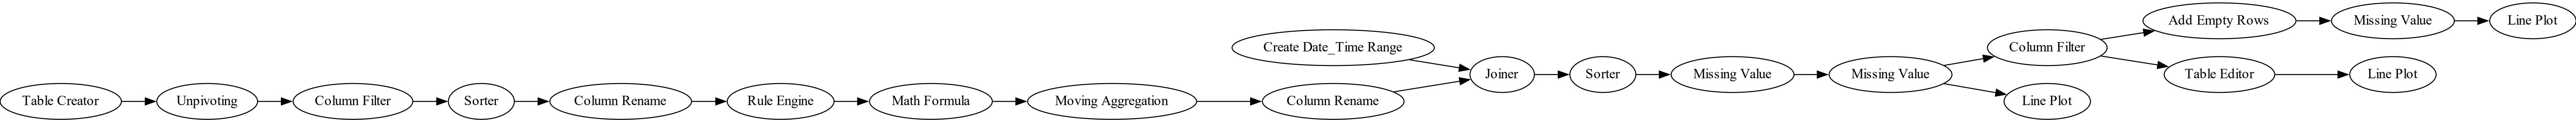 Table Creator
Unpivoting
Column Filter
Sorter
Column Rename
Rule Engine
Math Formula
Moving Aggregation
Create Date_Time Range
Column Rename
Joiner
Sorter
Missing Value
Missing Value
Column Filter
Line Plot
Add Empty Rows
Missing Value
Line Plot
Table Editor
Line Plot